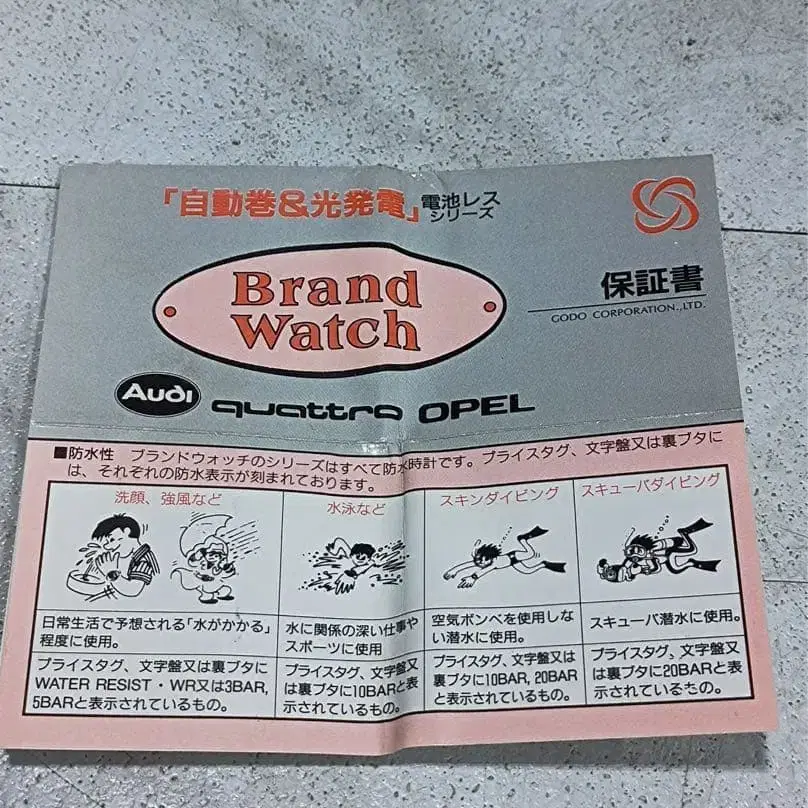 「自動巻&光発電」電池レス
シリーズ
Brand
Watch
保証書
GODO CORPORATION.,LTD.
Audi quattro OPEL
■防水性 ブランドウォッチのシリーズはすべて防水時計です。プライスタグ、文字盤又は裏ブタに
は、それぞれの防水表示が刻まれております。
洗顔、強風など
水泳など
スキンダイビング
スキューバダイビング
日常生活で予想される「水がかかる」
程度に使用。
水に関係の深い仕事や
スポーツに使用
空気ボンベを使用しな
い潜水に使用。
スキューバ潜水に使用。
プライスタグ、文字盤又は裏ブタに
WATER RESIST・WR又は3BAR,
5BARと表示されているもの。
プライスタグ、文字盤又
は裏ブタに10BARと表
示されているもの。
プライスタグ、文字盤又は
裏ブタに10BAR, 20BAR
と表示されているもの。
プライスタグ、文字盤又
は裏ブタに20BARと表
示されているもの。